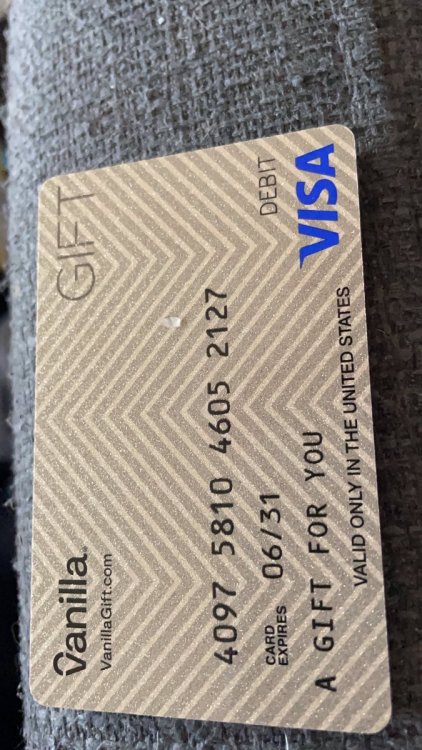 Vanilla. GIFT
VanillaGift.com
4097 5810 4605 2127
CARD
EXPIRES 06/31 DEBIT
A GIFT FOR YOU VISA
VALID ONLY IN THE UNITED STATES